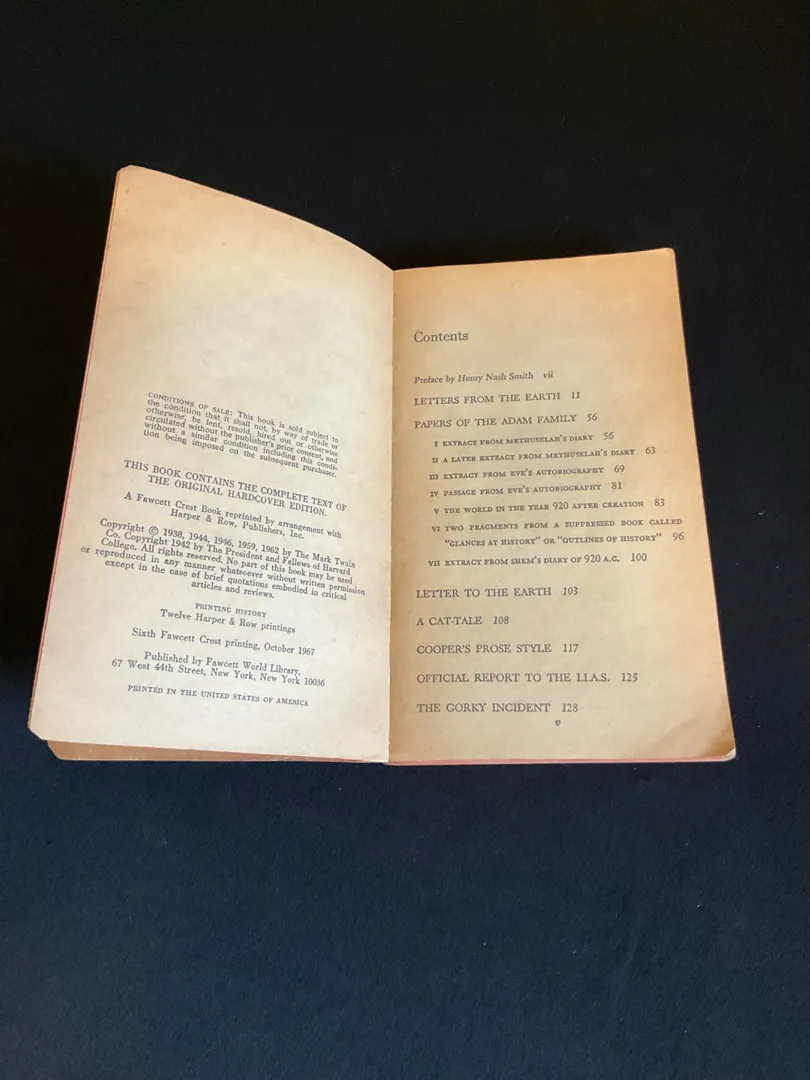 CONDITIONS OF SALE: This book is sold subject to
the condition that it shall not, by way of trade or
otherwise, be lent, resold, hired out or otherwise
circulated without the publisher's prior consent, and
without a similar condition including this condi-
tion being imposed on the subsequent purchaser.
THIS BOOK CONTAINS THE COMPLETE TEXT OF
THE ORIGINAL HARDCOVER EDITION.
A Fawcett Crest Book reprinted by arrangement with
Harper & Row, Publishers, Inc.
Copyright © 1938, 1944, 1946, 1959, 1962 by The Mark Twain
Co. Copyright 1942 by The President and Fellows of Harvard
College. All rights reserved. No part of this book may be used
or reproduced in any manner whatsoever without written permission
except in the case of brief quotations embodied in critical
articles and reviews.
PRINTING HISTORY
Twelve Harper & Row printings
Sixth Fawcett Crest printing, October 1967
Published by Fawcett World Library,
67 West 44th Street, New York, New York 10036
PRINTED IN THE UNITED STATES OF AMERICA
Contents
Preface by Henry Nash Smith vii
LETTERS FROM THE EARTH 11
PAPERS OF THE ADAM FAMILY 56
I EXTRACT FROM METHUSELAH'S DIARY 56
II A LATER EXTRACT FROM METHUSELAH'S DIARY 63
III EXTRACT FROM EVE'S AUTOBIOGRAPHY 69
IV PASSAGE FROM EVE'S AUTOBIOGRAPHY 81
V THE WORLD IN THE YEAR 920 AFTER CREATION 83
VI TWO FRAGMENTS FROM A SUPPRESSED BOOK CALLED
"GLANCES AT HISTORY" OR "OUTLINES OF HISTORY" 96
VII EXTRACT FROM SHEM'S DIARY OF 920 A.C. 100
LETTER TO THE EARTH 103
A CAT-TALE 108
COOPER'S PROSE STYLE 117
OFFICIAL REPORT TO THE I.I.A.S. 125
THE GORKY INCIDENT 128
v